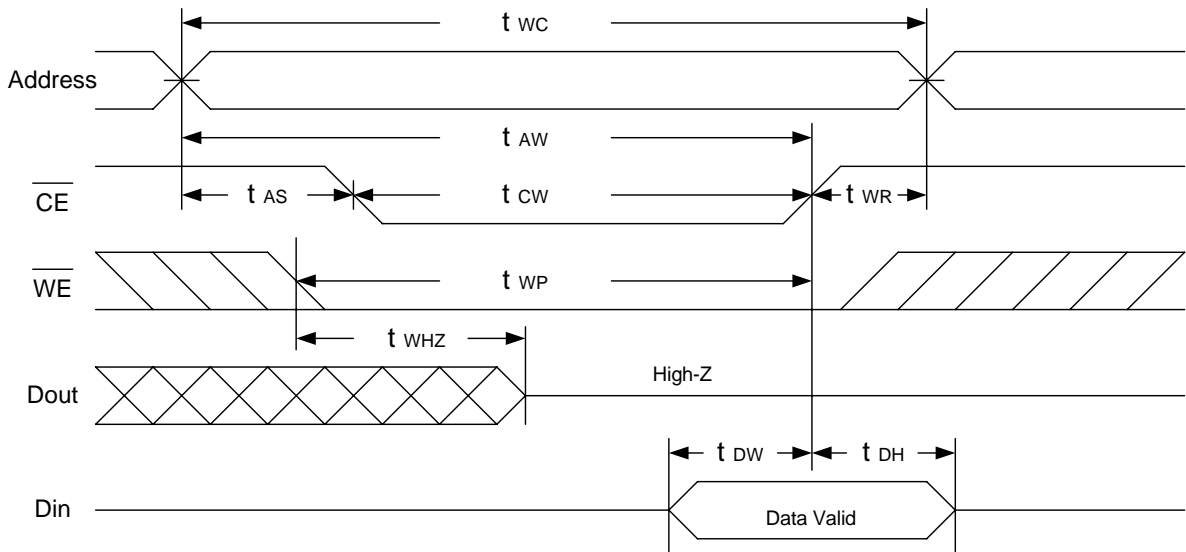 t WC
Address
t AW
CE
t AS
t CW
t WR
WE
t WP
t WHZ
Dout
High-Z
t DW
t DH
Din
Data Valid